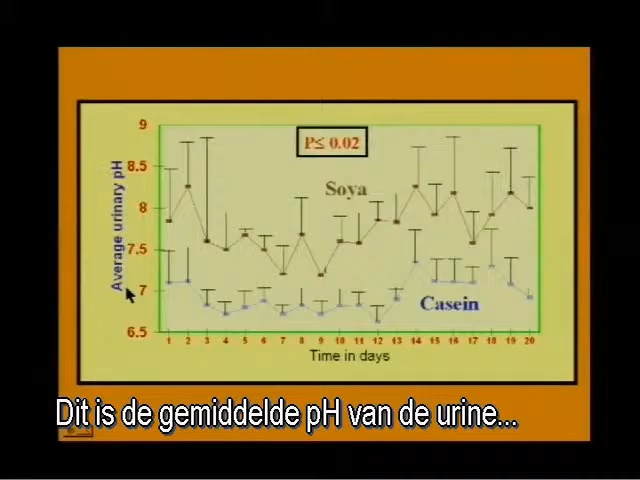 9
P≤ 0.02
8.5
Soya
8
7.5
7
Casein
6.5
Average urinary pH
1 2 3 4 5 6 7 8 9 10 11 12 13 14 15 16 17 18 19 20
Time in days
Dit is de gemiddelde pH van de urine...